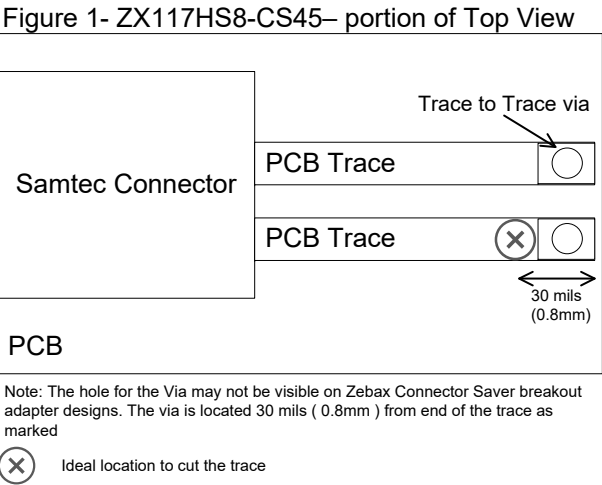 Figure 1- ZX117HS8-CS45– portion of Top View
Trace to Trace via
PCB Trace
Samtec Connector
PCB Trace
30 mils
(0.8mm)
PCB
Note: The hole for the Via may not be visible on Zebax Connector Saver breakout
adapter designs. The via is located 30 mils ( 0.8mm ) from end of the trace as
marked
Ideal location to cut the trace